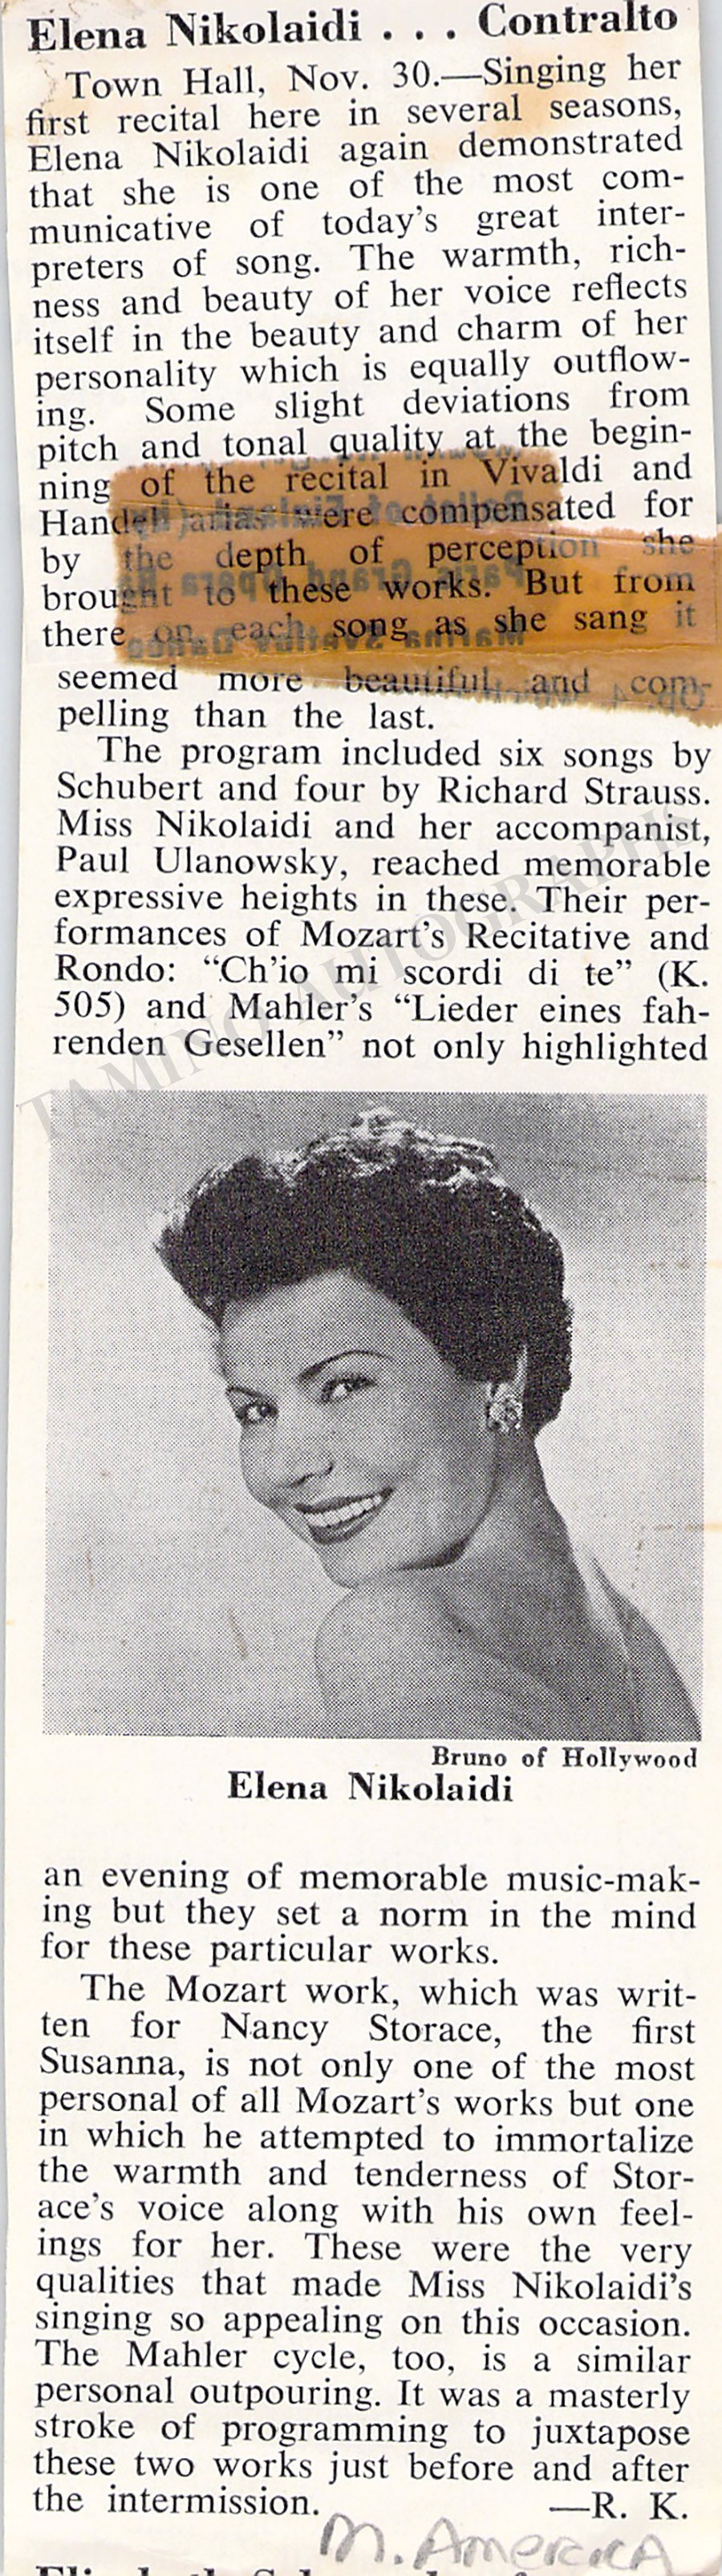 Elena Nikolaidi . . . Contralto
Town Hall, Nov. 30.—Singing her
first recital here in several seasons,
Elena Nikolaidi again demonstrated
that she is one of the most com-
municative of today's great inter-
preters of song. The warmth, rich-
ness and beauty of her voice reflects
itself in the beauty and charm of her
personality which is equally outflow-
ing. Some slight deviations from
pitch and tonal quality at the begin-
ning of the recital in Vivaldi and
Handel arias were compensated for
by the depth of perception she
brought to these works. But from
there on each song as she sang it
seemed more beautiful and com-
pelling than the last.
The program included six songs by
Schubert and four by Richard Strauss.
Miss Nikolaidi and her accompanist,
Paul Ulanowsky, reached memorable
expressive heights in these. Their per-
formances of Mozart's Recitative and
Rondo: “Ch'io mi scordi di te” (K.
505) and Mahler's “Lieder eines fah-
renden Gesellen” not only highlighted
TAMINO AUTOGRAPHS
Bruno of Hollywood
Elena Nikolaidi
an evening of memorable music-mak-
ing but they set a norm in the mind
for these particular works.
The Mozart work, which was writ-
ten for Nancy Storace, the first
Susanna, is not only one of the most
personal of all Mozart's works but one
in which he attempted to immortalize
the warmth and tenderness of Stor-
ace's voice along with his own feel-
ings for her. These were the very
qualities that made Miss Nikolaidi's
singing so appealing on this occasion.
The Mahler cycle, too, is a similar
personal outpouring. It was a masterly
stroke of programming to juxtapose
these two works just before and after
the intermission. —R. K.
M. America